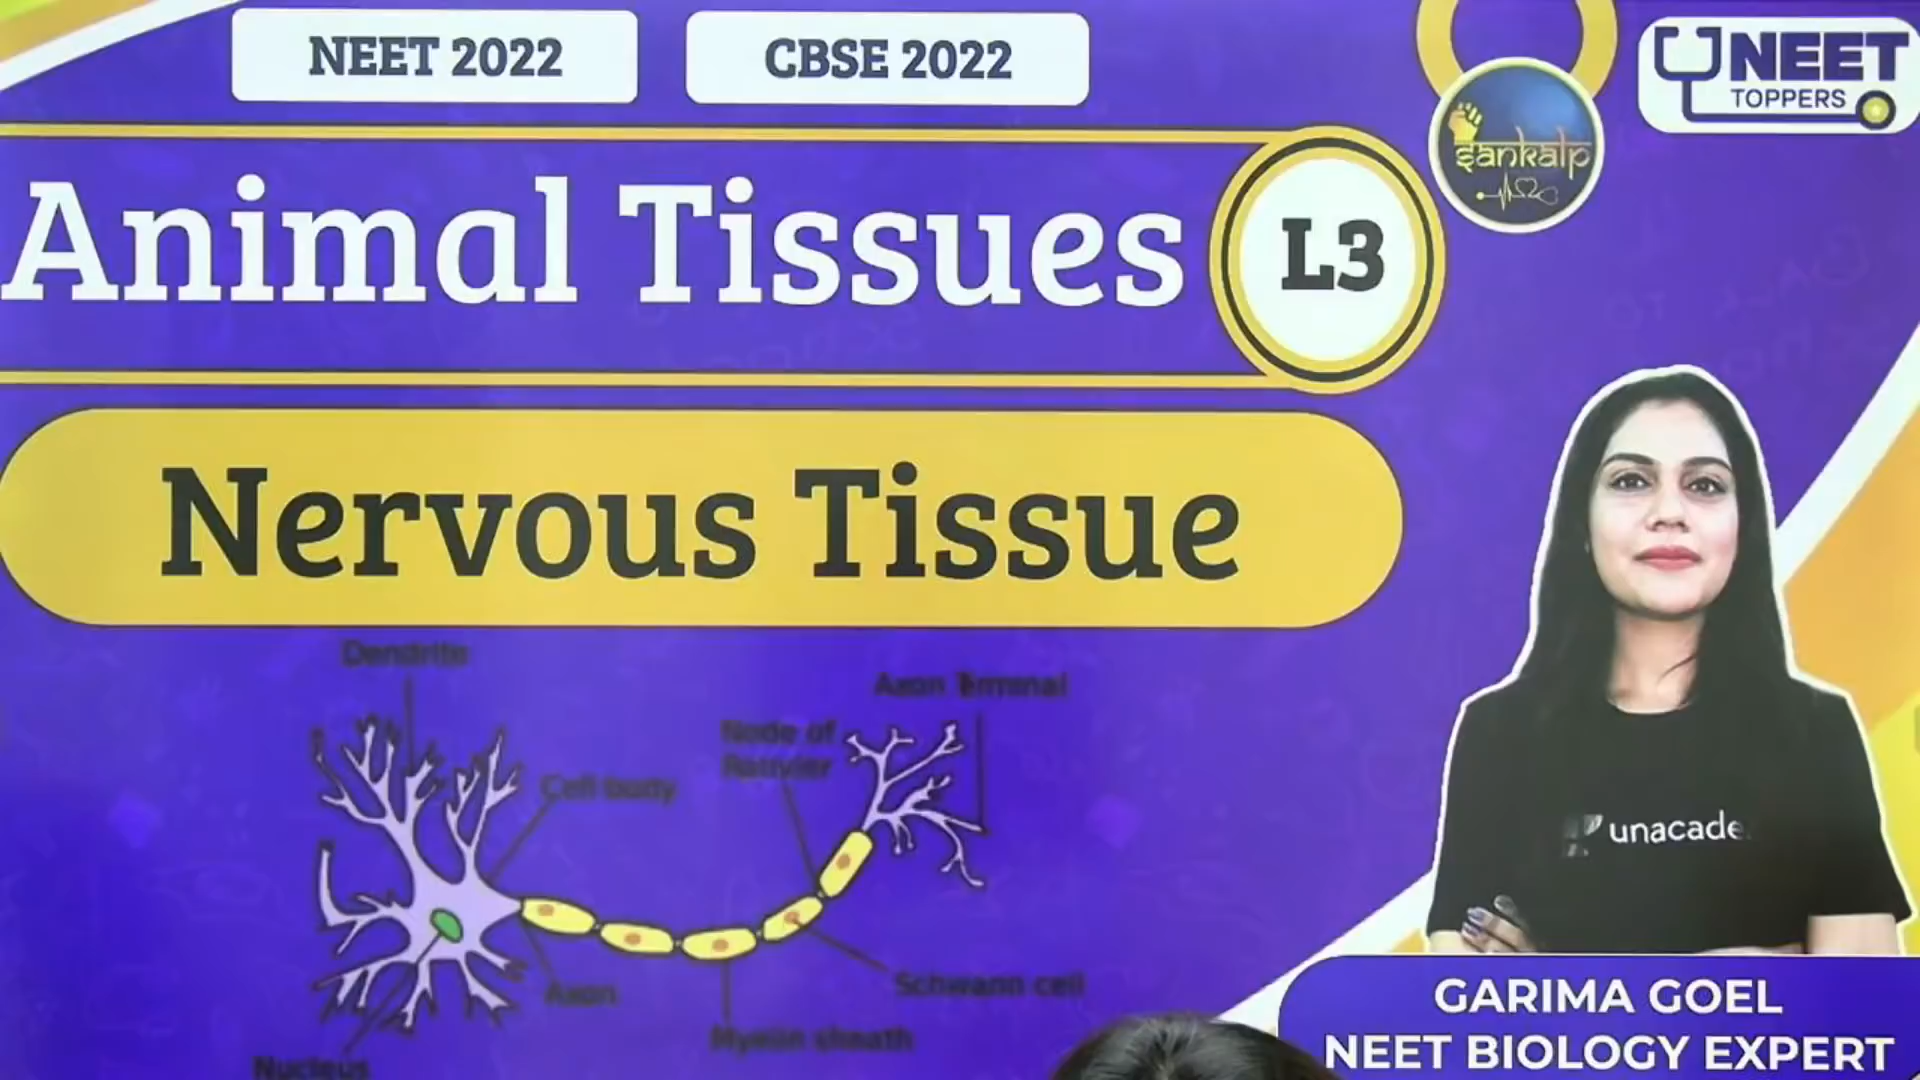 NEET 2022
CBSE 2022
sankalp
NEET
TOPPERS
Animal Tissues
L3
Nervous Tissue
Dendrite
Axon Terminal
Node of
Ranvier
Cell body
unacade
Schwann cell
Axon
Myelin sheath
Nucleus
GARIMA GOEL
NEET BIOLOGY EXPERT